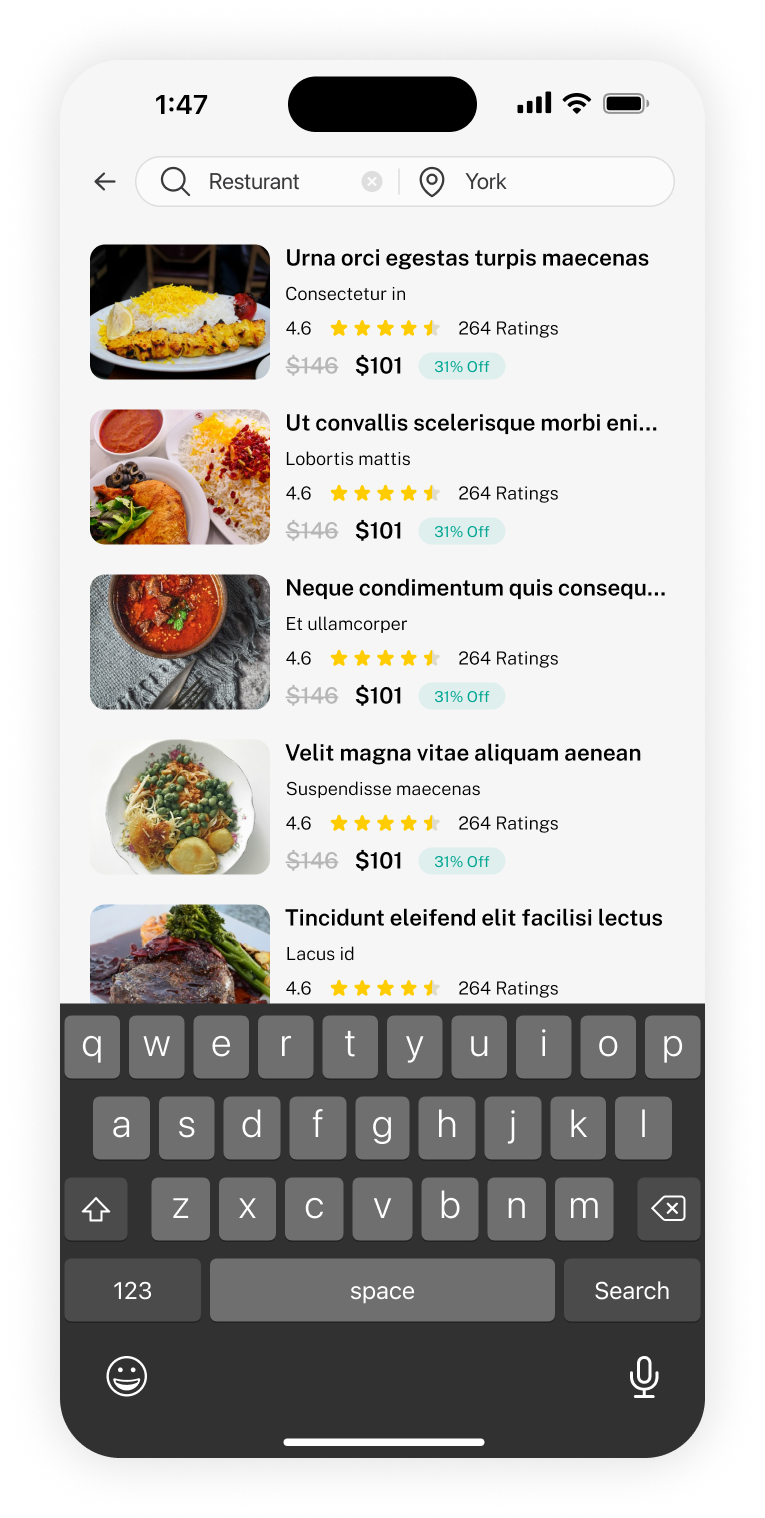 1:47
Resturant York
Urna orci egestas turpis maecenas
Consectetur in
4.6 264 Ratings
$146 $101 31% Off
Ut convallis scelerisque morbi eni...
Lobortis mattis
4.6 264 Ratings
$146 $101 31% Off
Neque condimentum quis consequ...
Et ullamcorper
4.6 264 Ratings
$146 $101 31% Off
Velit magna vitae aliquam aenean
Suspendisse maecenas
4.6 264 Ratings
$146 $101 31% Off
Tincidunt eleifend elit facilisi lectus
Lacus id
4.6 264 Ratings
q w e r t y u i o p
a s d f g h j k l
z x c v b n m
123 space Search